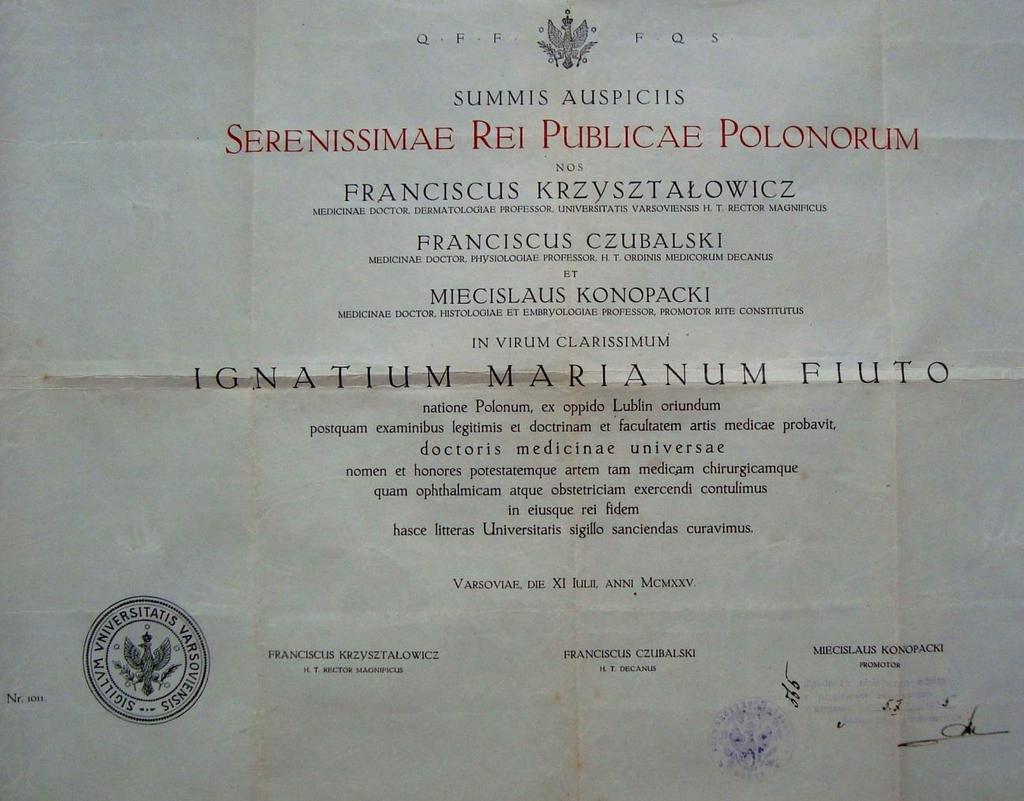 Q · F · F · F · Q · S ·
SUMMIS AUSPICIIS
SERENISSIMAE REI PUBLICAE POLONORUM
NOS
FRANCISCUS KRZYSZTAŁOWICZ
MEDICINAE DOCTOR, DERMATOLOGIAE PROFESSOR, UNIVERSITATIS VARSOVIENSIS H. T. RECTOR MAGNIFICUS
FRANCISCUS CZUBALSKI
MEDICINAE DOCTOR, PHYSIOLOGIAE PROFESSOR, H. T. ORDINIS MEDICORUM DECANUS
ET
MIECISLAUS KONOPACKI
MEDICINAE DOCTOR, HISTOLOGIAE ET EMBRYOLOGIAE PROFESSOR, PROMOTOR RITE CONSTITUTUS
IN VIRUM CLARISSIMUM
IGNATIUM MARIANUM FIUTO
natione Polonum, ex oppido Lublin oriundum
postquam examinibus legitimis et doctrinam et facultatem artis medicae probavit,
doctoris medicinae universae
nomen et honores potestatemque artem tam medicam chirurgicamque
quam ophthalmicam atque obstetriciam exercendi contulimus
in eiusque rei fidem
hasce litteras Universitatis sigillo sanciendas curavimus.
VARSOVIAE, DIE XI IULII, ANNI MCMXXV.
SIGILLVM VNIVERSITATIS VARSOVIENSIS
FRANCISCUS KRZYSZTAŁOWICZ
H. T. RECTOR MAGNIFICUS
FRANCISCUS CZUBALSKI
H. T. DECANUS
MIECISLAUS KONOPACKI
PROMOTOR
Nr. 1011.